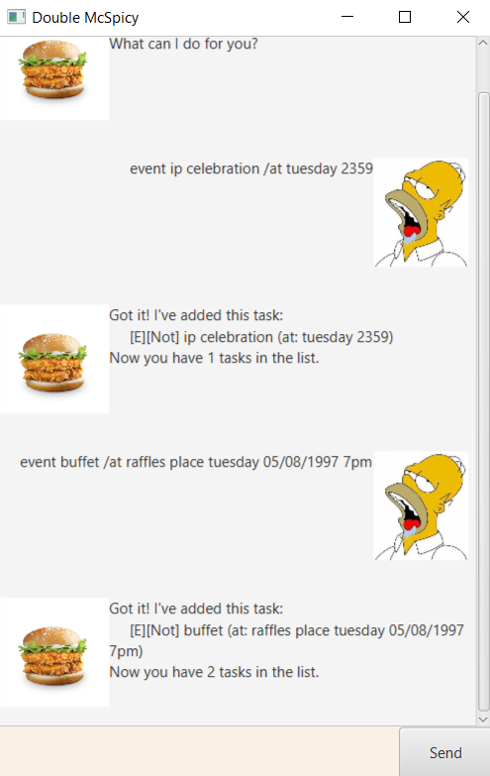 Double McSpicy
What can I do for you?
event ip celebration /at tuesday 2359
Got it! I've added this task:
[E][Not] ip celebration (at: tuesday 2359)
Now you have 1 tasks in the list.
event buffet /at raffles place tuesday 05/08/1997 7pm
Got it! I've added this task:
[E][Not] buffet (at: raffles place tuesday 05/08/1997
7pm)
Now you have 2 tasks in the list.
Send